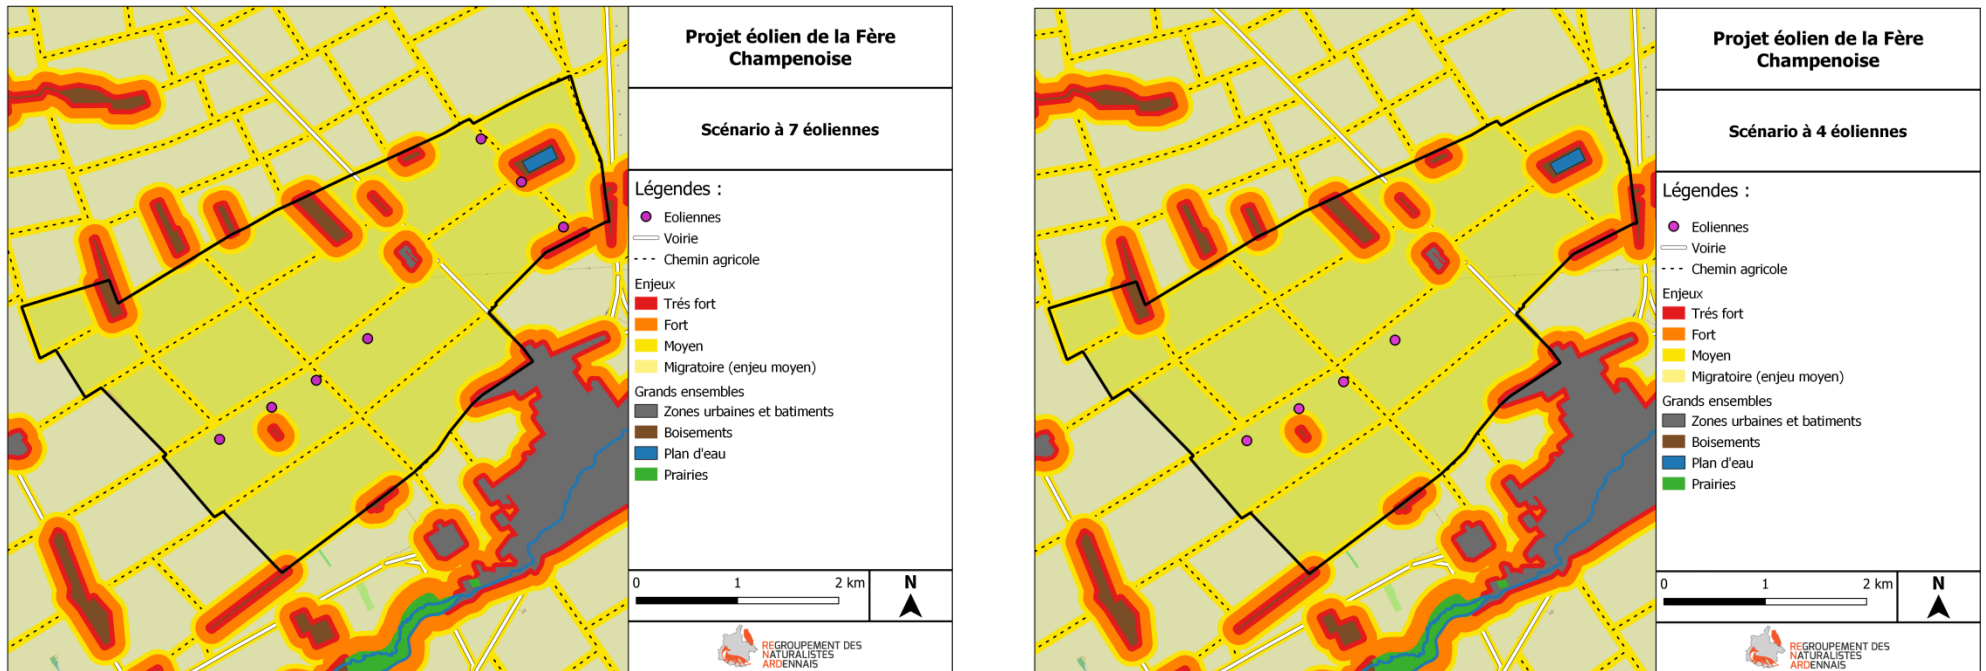 Projet éolien de la Fère
Champenoise
Scénario à 7 éoliennes
Légendes :
Eoliennes
Voirie
Chemin agricole
Enjeux
Trés fort
Fort
Moyen
Migratoire (enjeu moyen)
Grands ensembles
Zones urbaines et batiments
Boisements
Plan d'eau
Prairies
0 1 2 km
N
REGROUPEMENT DES
NATURALISTES
ARDENNAIS
Projet éolien de la Fère
Champenoise
Scénario à 4 éoliennes
Légendes :
Eoliennes
Voirie
Chemin agricole
Enjeux
Trés fort
Fort
Moyen
Migratoire (enjeu moyen)
Grands ensembles
Zones urbaines et batiments
Boisements
Plan d'eau
Prairies
0 1 2 km
N
REGROUPEMENT DES
NATURALISTES
ARDENNAIS